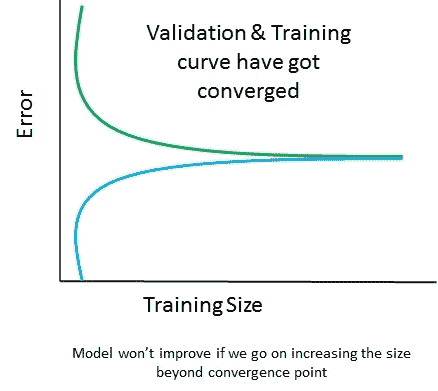 Validation & Training
curve have got
converged
Error
Training Size
Model won't improve if we go on increasing the size
beyond convergence point